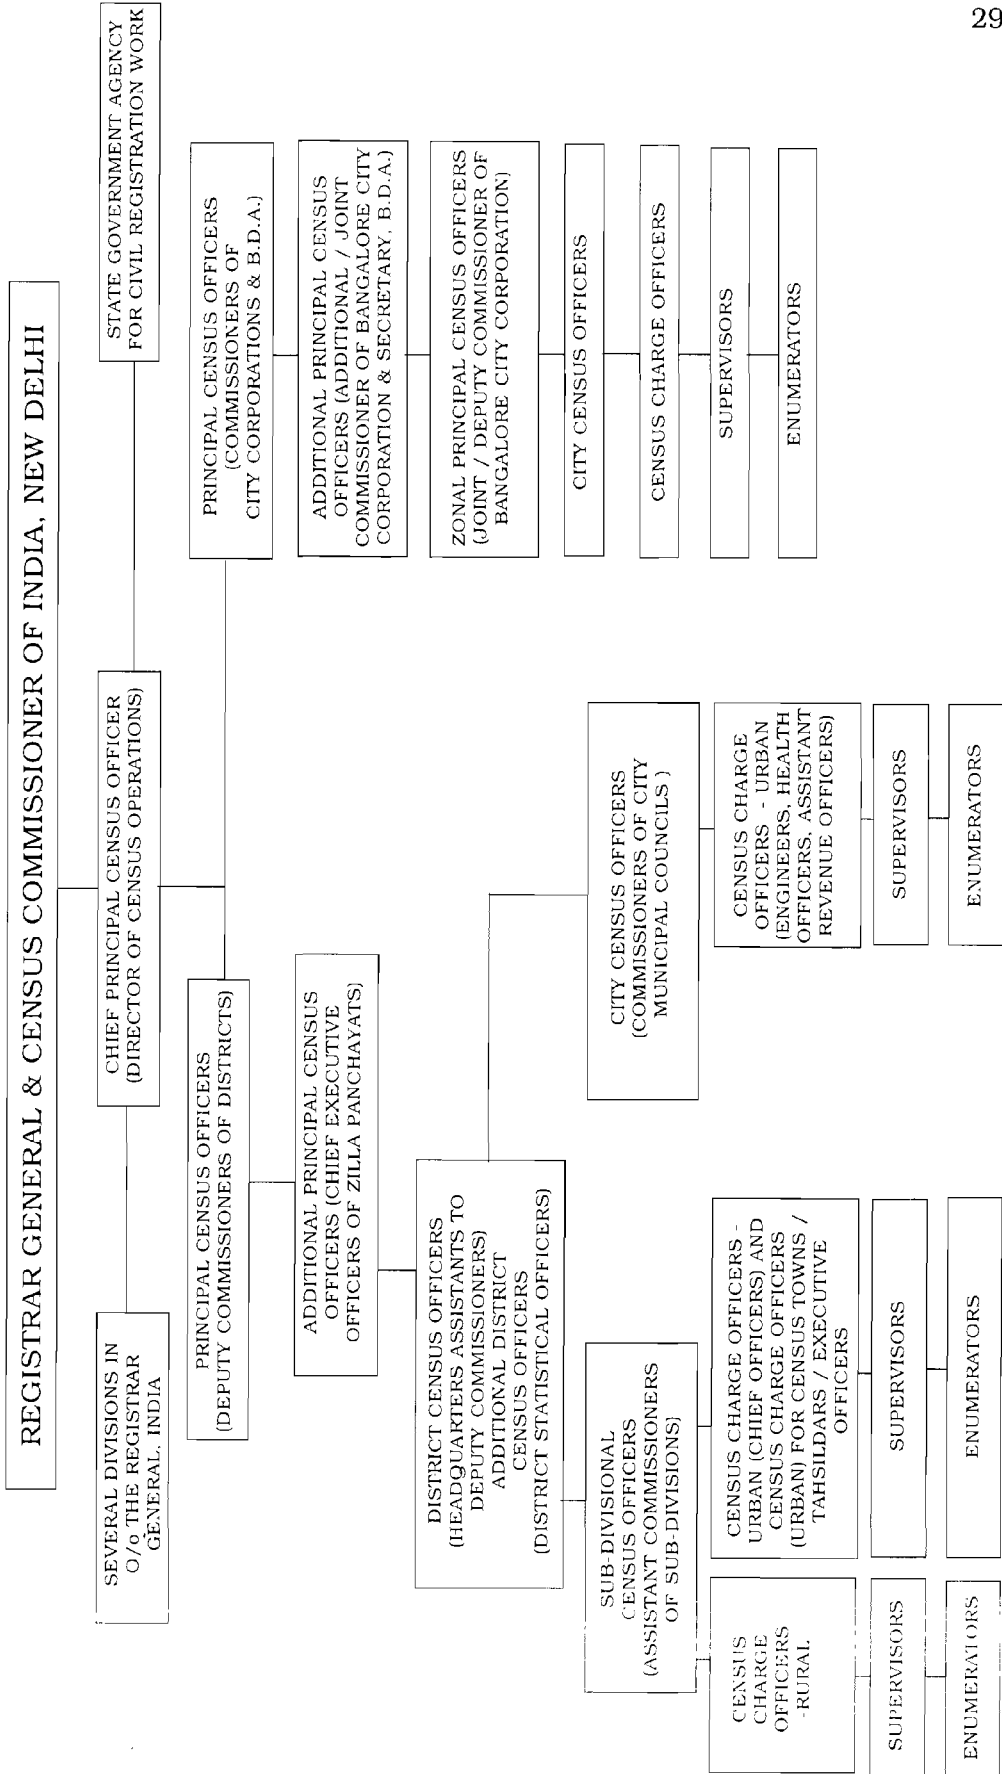 29
REGISTRAR GENERAL & CENSUS COMMISSIONER OF INDIA, NEW DELHI
SEVERAL DIVISIONS IN
O/o THE REGISTRAR
GENERAL, INDIA
CHIEF PRINCIPAL CENSUS OFFICER
(DIRECTOR OF CENSUS OPERATIONS)
STATE GOVERNMENT AGENCY
FOR CIVIL REGISTRATION WORK
PRINCIPAL CENSUS OFFICERS
(DEPUTY COMMISSIONERS OF DISTRICTS)
PRINCIPAL CENSUS OFFICERS
(COMMISSIONERS OF
CITY CORPORATIONS & B.D.A.)
ADDITIONAL PRINCIPAL CENSUS
OFFICERS (CHIEF EXECUTIVE
OFFICERS OF ZILLA PANCHAYATS)
ADDITIONAL PRINCIPAL CENSUS
OFFICERS (ADDITIONAL / JOINT
COMMISSIONER OF BANGALORE CITY
CORPORATION & SECRETARY, B.D.A.)
DISTRICT CENSUS OFFICERS
(HEADQUARTERS ASSISTANTS TO
DEPUTY COMMISSIONERS)
ADDITIONAL DISTRICT
CENSUS OFFICERS
(DISTRICT STATISTICAL OFFICERS)
ZONAL PRINCIPAL CENSUS OFFICERS
(JOINT / DEPUTY COMMISSIONER OF
BANGALORE CITY CORPORATION)
SUB-DIVISIONAL
CENSUS OFFICERS
(ASSISTANT COMMISSIONERS
OF SUB-DIVISIONS)
CITY CENSUS OFFICERS
(COMMISSIONERS OF CITY
MUNICIPAL COUNCILS )
CITY CENSUS OFFICERS
CENSUS CHARGE OFFICERS
SUPERVISORS
ENUMERATORS
CENSUS
CHARGE
OFFICERS
-RURAL
CENSUS CHARGE OFFICERS -
URBAN (CHIEF OFFICERS) AND
CENSUS CHARGE OFFICERS
(URBAN) FOR CENSUS TOWNS /
TAHSILDARS / EXECUTIVE
OFFICERS
CENSUS CHARGE
OFFICERS - URBAN
(ENGINEERS, HEALTH
OFFICERS, ASSISTANT
REVENUE OFFICERS)
SUPERVISORS
SUPERVISORS
SUPERVISORS
ENUMERATORS
ENUMERATORS
ENUMERATORS